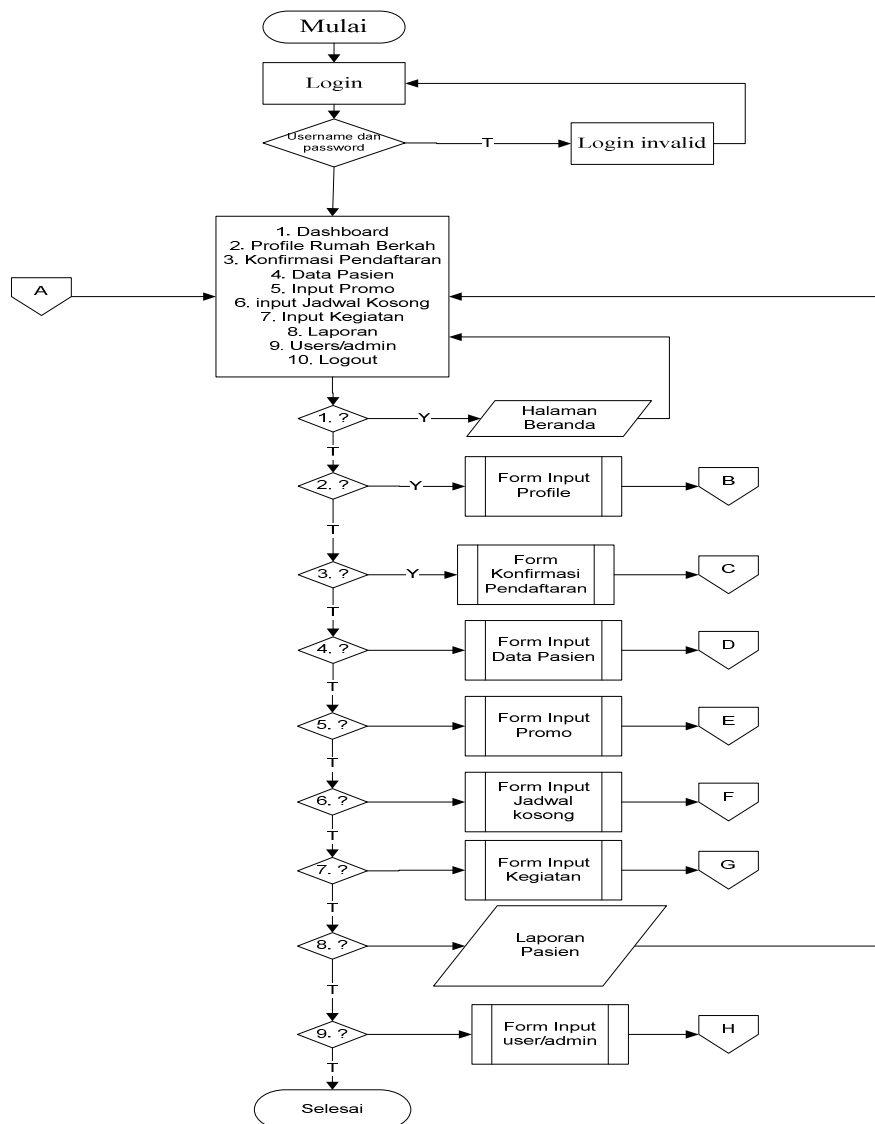 Mulai
Login
Username dan
password
T
Login invalid
1. Dashboard
2. Profile Rumah Berkah
3. Konfirmasi Pendaftaran
4. Data Pasien
5. Input Promo
6. input Jadwal Kosong
7. Input Kegiatan
8. Laporan
9. Users/admin
10. Logout
A
1. ?
Y
Halaman
Beranda
T
2. ?
Y
Form Input
Profile
B
T
3. ?
Y
Form
Konfirmasi
Pendaftaran
C
T
4. ?
Form Input
Data Pasien
D
T
5. ?
Form Input
Promo
E
T
6. ?
Form Input
Jadwal
kosong
F
T
7. ?
Form Input
Kegiatan
G
T
8. ?
Laporan
Pasien
T
9. ?
Form Input
user/admin
H
T
Selesai